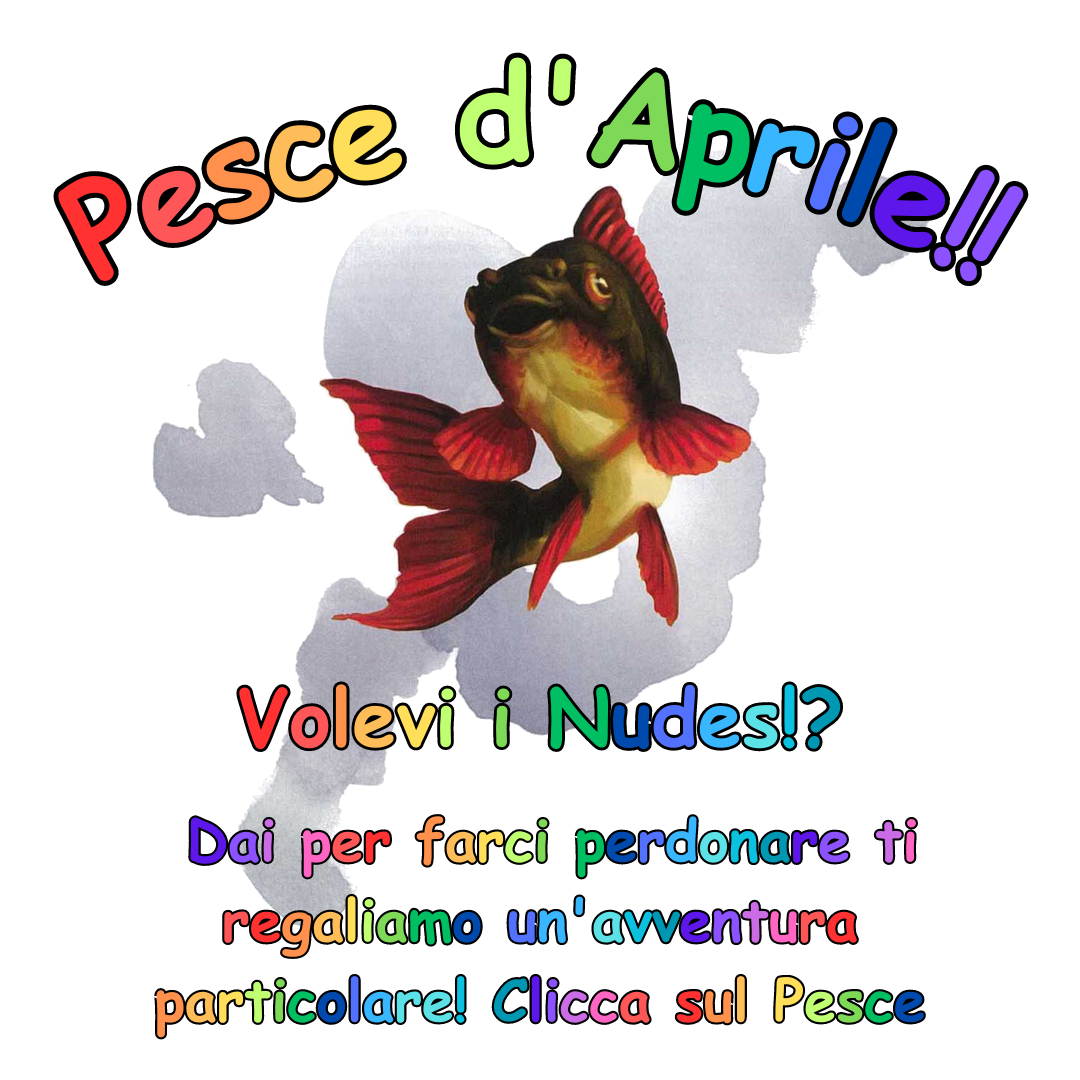 Pesce d'Aprile!!
Volevi i Nudes!?
Dai per farci perdonare ti
regaliamo un'avventura
particolare! Clicca sul Pesce